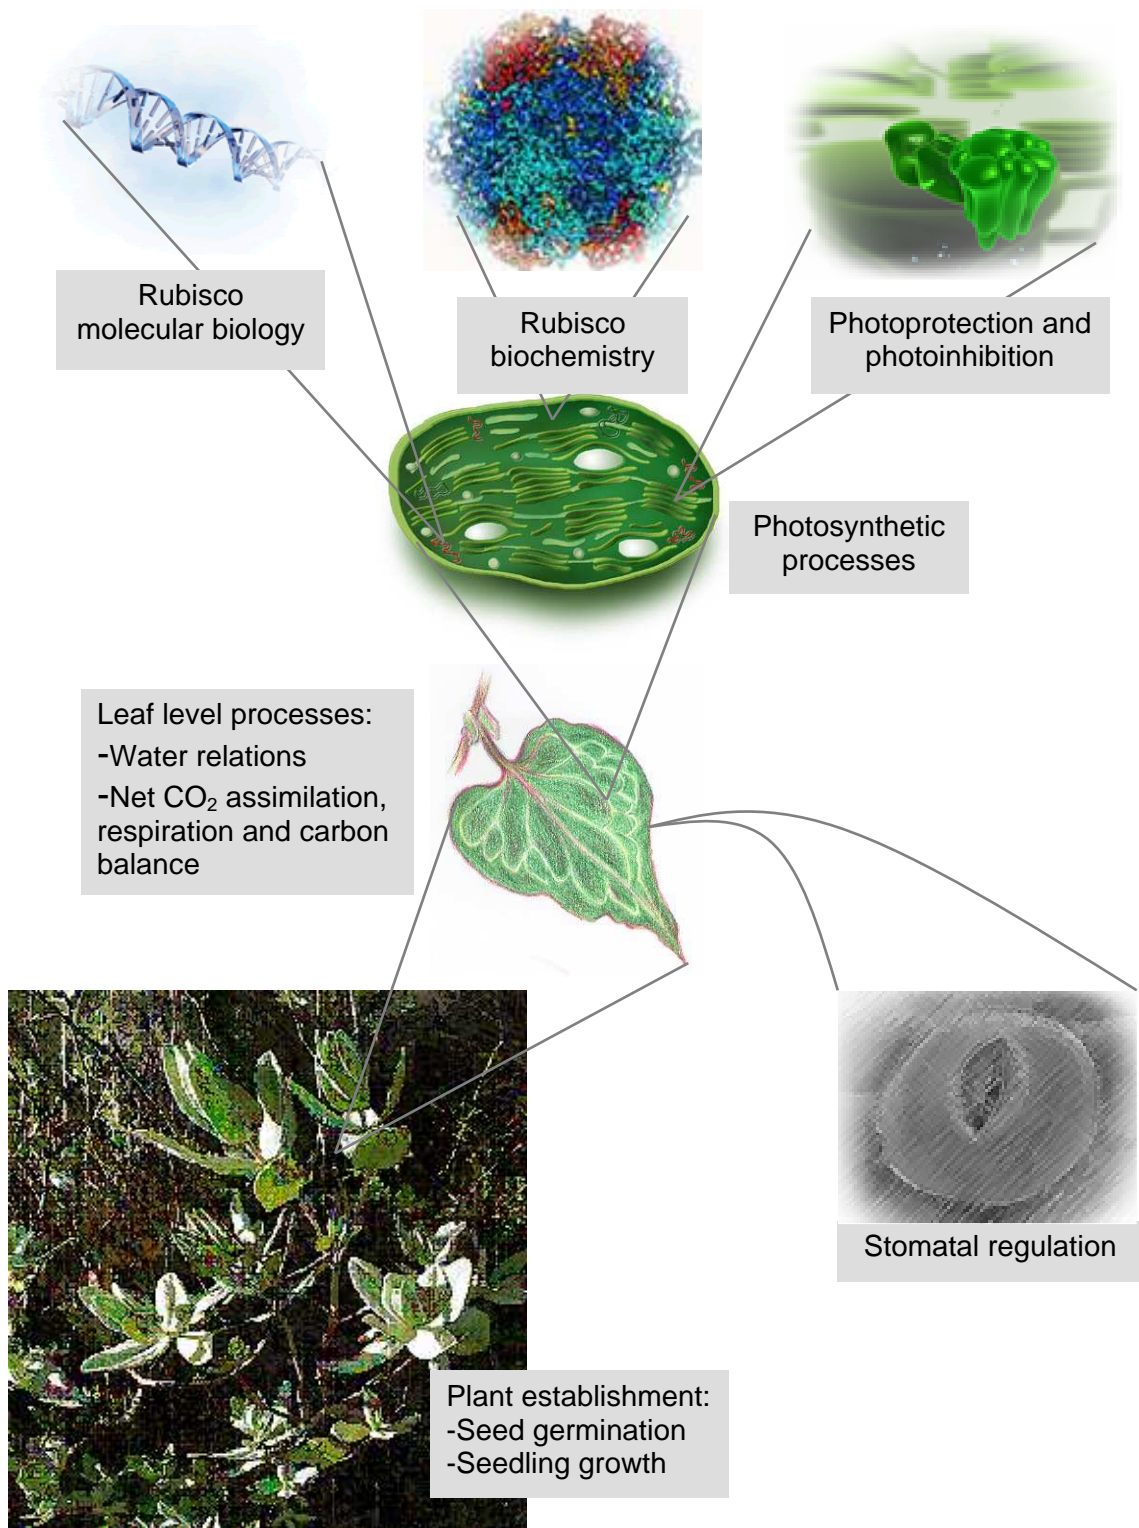 Rubisco
molecular biology
Rubisco
biochemistry
Photoprotection and
photoinhibition
Photosynthetic
processes
Leaf level processes:
-Water relations
-Net CO₂ assimilation,
respiration and carbon
balance
Stomatal regulation
Plant establishment:
-Seed germination
-Seedling growth